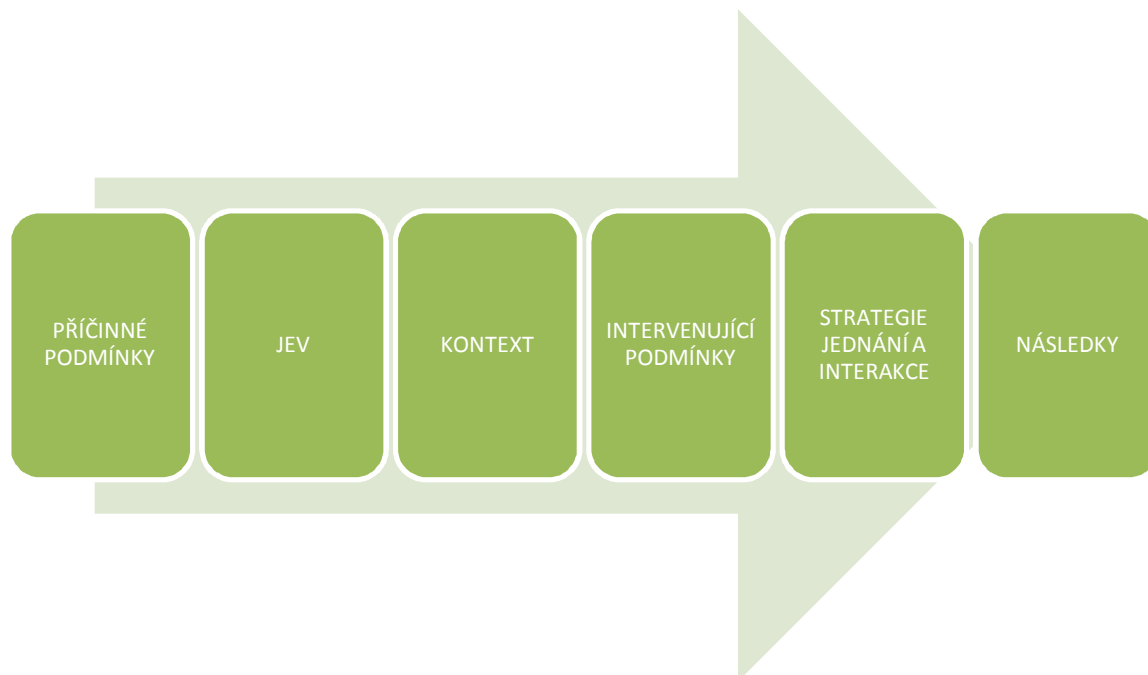 PŘÍČINNÉ
PODMÍNKY
JEV
KONTEXT
INTERVENUJÍCÍ
PODMÍNKY
STRATEGIE
JEDNÁNÍ A
INTERAKCE
NÁSLEDKY